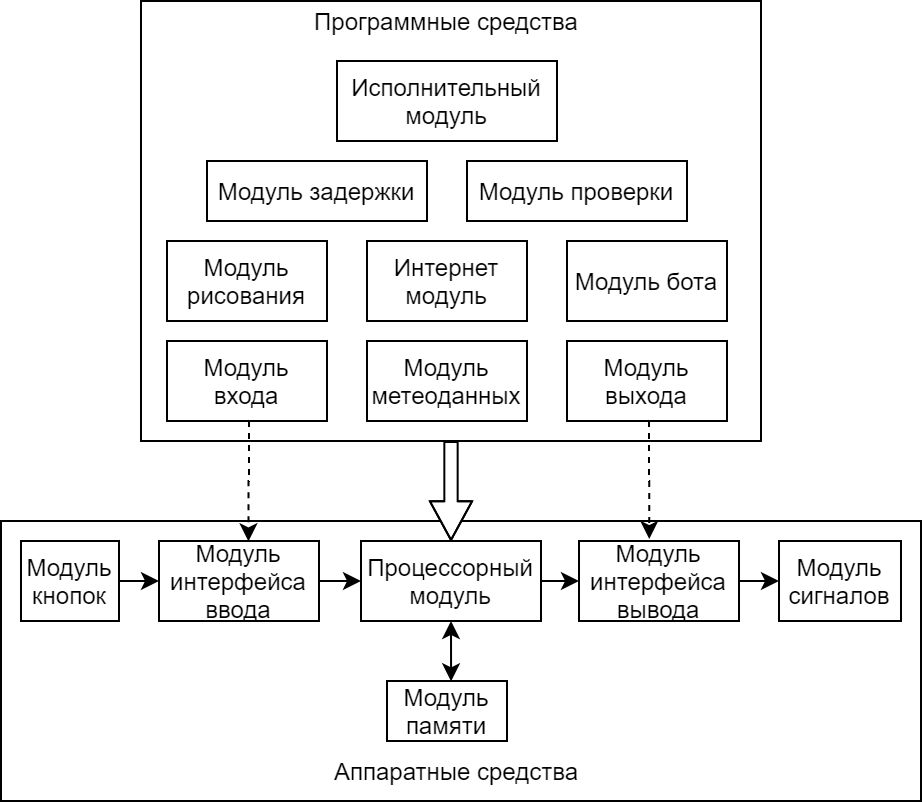 Программные средства
Исполнительный
модуль
Модуль задержки
Модуль проверки
Модуль
рисования
Интернет
модуль
Модуль бота
Модуль
входа
Модуль
метеоданных
Модуль
выхода
Модуль
кнопок
Модуль
интерфейса
ввода
Процессорный
модуль
Модуль
интерфейса
вывода
Модуль
сигналов
Модуль
памяти
Аппаратные средства